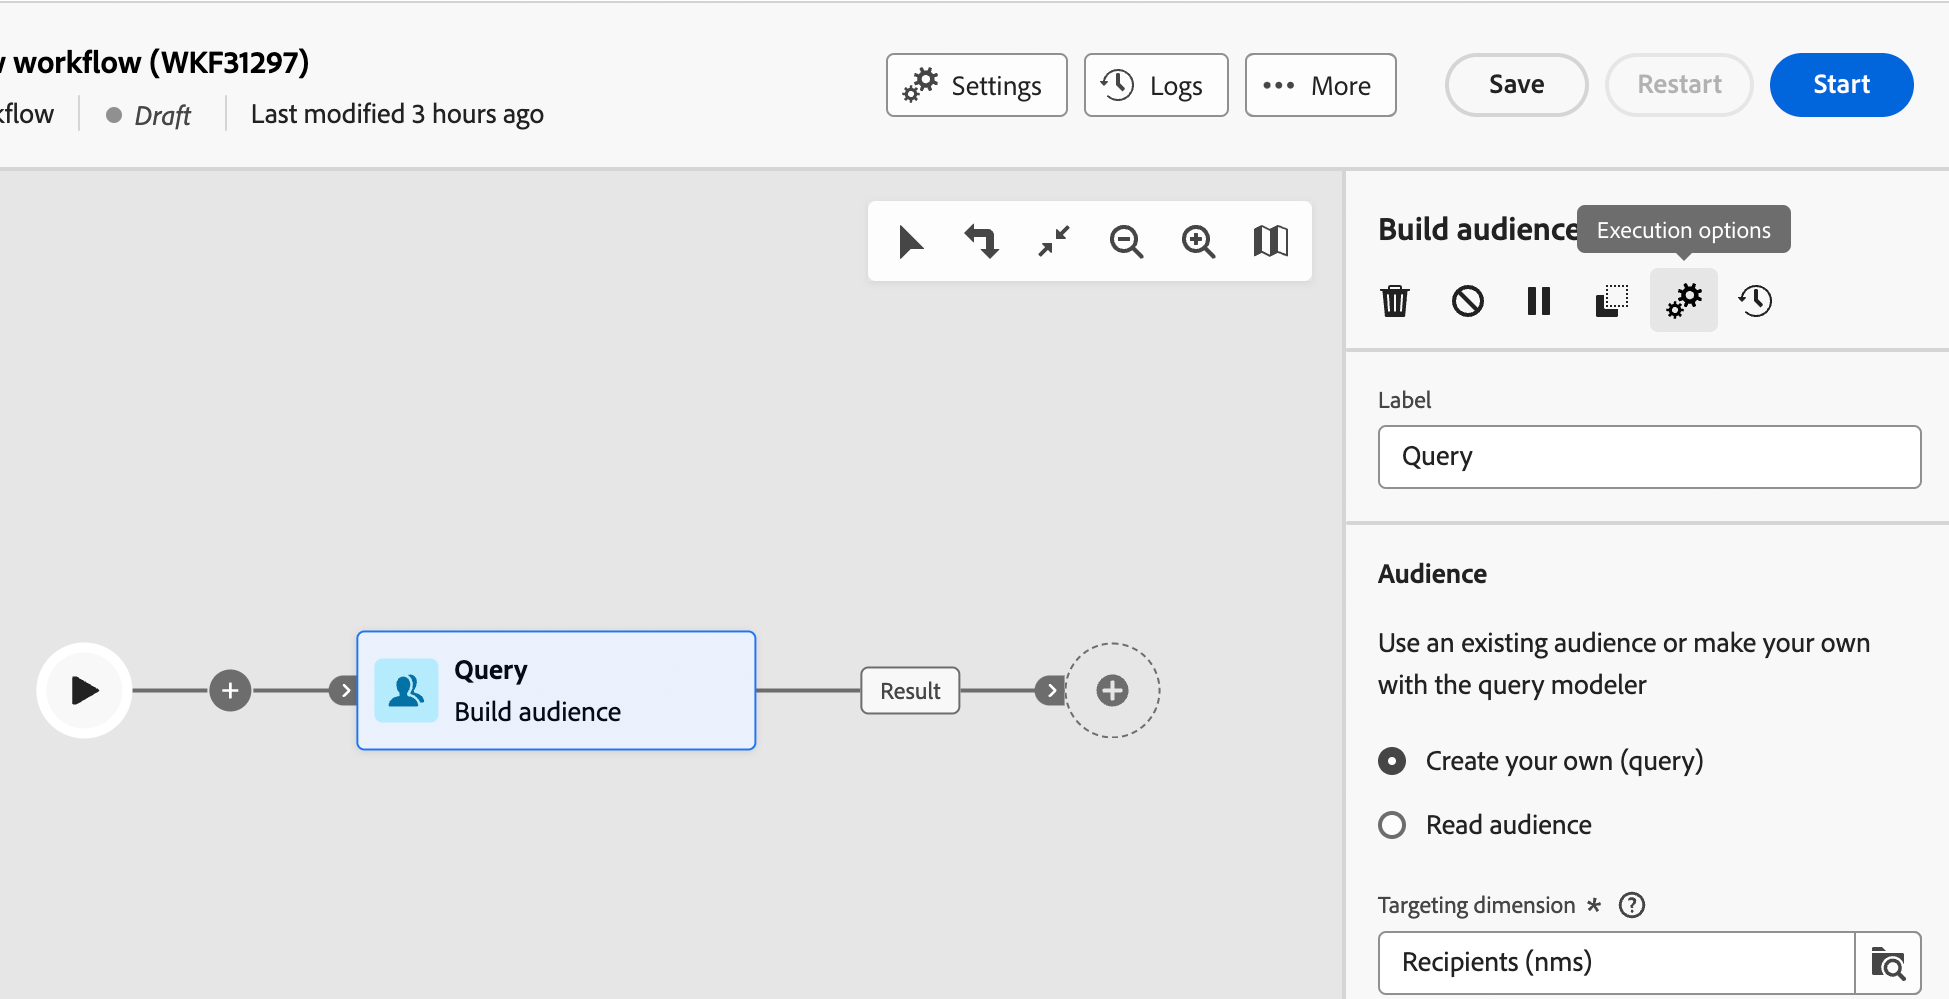 workflow (WKF31297)
Draft
Last modified 3 hours ago
Settings
Logs
More
Save
Restart
Start
Build audience
Execution options
Label
Query
Audience
Use an existing audience or make your own
with the query modeler
Create your own (query)
Read audience
Targeting dimension *
Recipients (nms)
Query
Build audience
Result